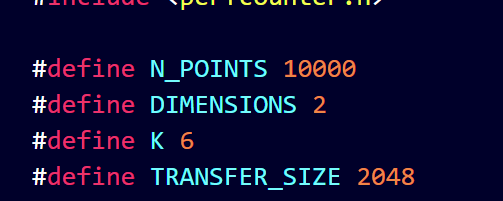 #define N_POINTS 10000
#define DIMENSIONS 2
#define K 6
#define TRANSFER_SIZE 2048